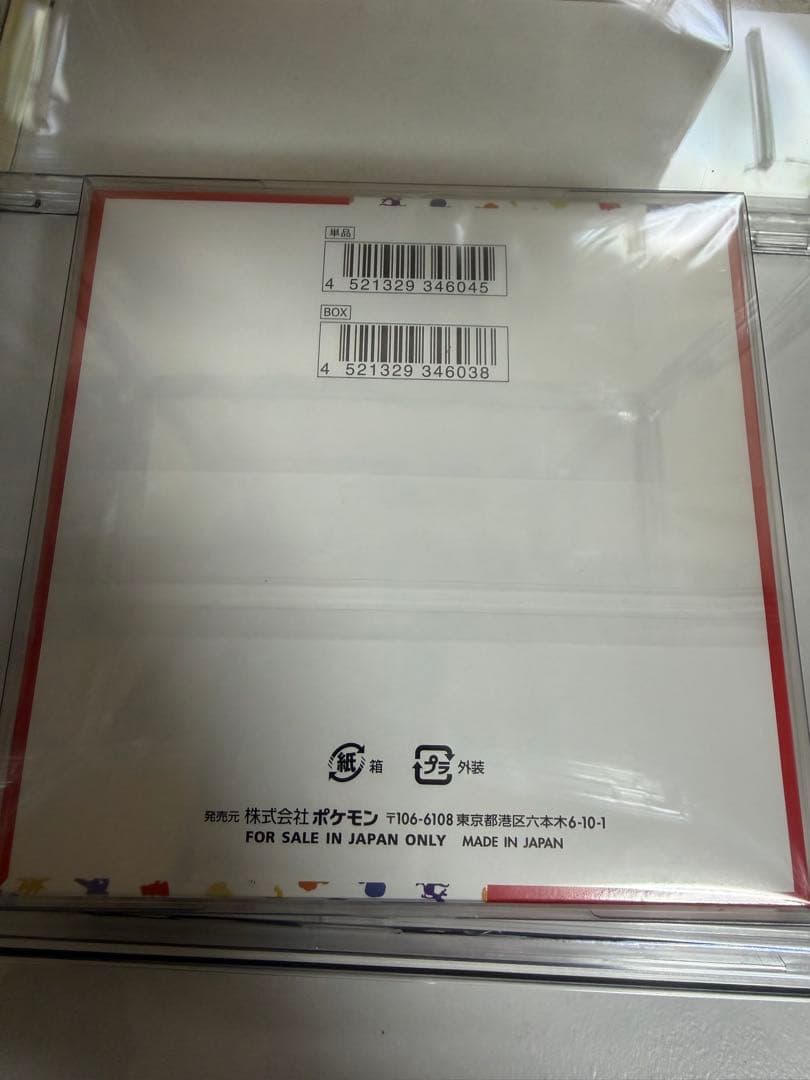 単品
4 521329 346045
BOX
4 521329 346038
紙 箱 プラ 外装
発売元 株式会社 ポケモン 〒106-6108 東京都港区六本木6-10-1
FOR SALE IN JAPAN ONLY MADE IN JAPAN